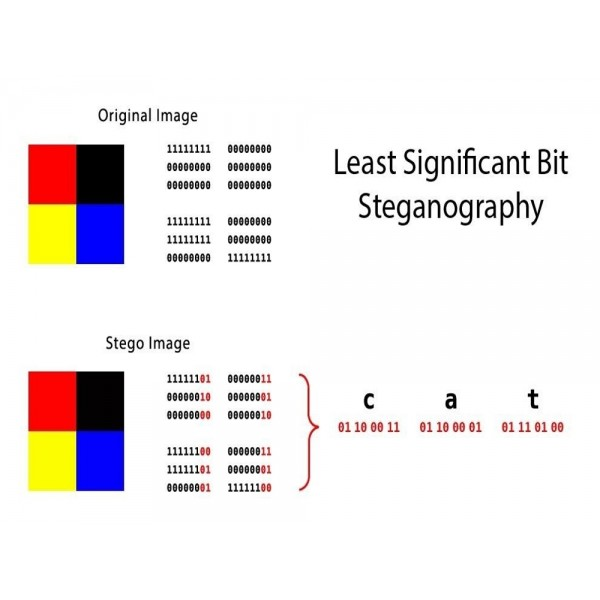 Original Image
11111111 00000000
00000000 00000000
00000000 00000000
11111111 00000000
11111111 00000000
00000000 11111111
Least Significant Bit
Steganography
Stego Image
11111101 00000011
00000010 00000001
00000000 00000010
11111100 00000011
11111101 00000001
00000001 11111100
c a t
01 10 00 11 01 10 00 01 01 11 01 00